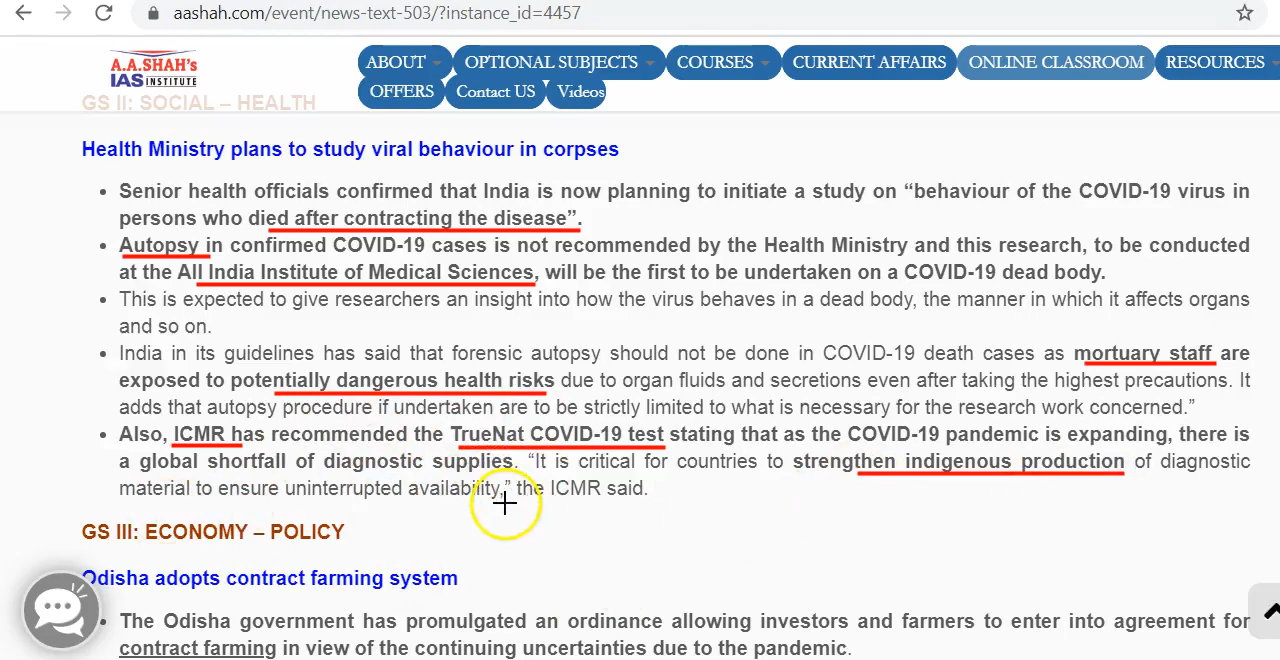 aashah.com/event/news-text-503/?instance_id=4457
A.A.SHAH's
IAS INSTITUTE
ABOUT OPTIONAL SUBJECTS COURSES CURRENT AFFAIRS ONLINE CLASSROOM RESOURCES
OFFERS Contact US Videos
GS II: SOCIAL – HEALTH
Health Ministry plans to study viral behaviour in corpses
• Senior health officials confirmed that India is now planning to initiate a study on “behaviour of the COVID-19 virus in
persons who died after contracting the disease”.
• Autopsy in confirmed COVID-19 cases is not recommended by the Health Ministry and this research, to be conducted
at the All India Institute of Medical Sciences, will be the first to be undertaken on a COVID-19 dead body.
• This is expected to give researchers an insight into how the virus behaves in a dead body, the manner in which it affects organs
and so on.
• India in its guidelines has said that forensic autopsy should not be done in COVID-19 death cases as mortuary staff are
exposed to potentially dangerous health risks due to organ fluids and secretions even after taking the highest precautions. It
adds that autopsy procedure if undertaken are to be strictly limited to what is necessary for the research work concerned.”
• Also, ICMR has recommended the TrueNat COVID-19 test stating that as the COVID-19 pandemic is expanding, there is
a global shortfall of diagnostic supplies. “It is critical for countries to strengthen indigenous production of diagnostic
material to ensure uninterrupted availability,” the ICMR said.
GS III: ECONOMY – POLICY
Odisha adopts contract farming system
• The Odisha government has promulgated an ordinance allowing investors and farmers to enter into agreement for
contract farming in view of the continuing uncertainties due to the pandemic.